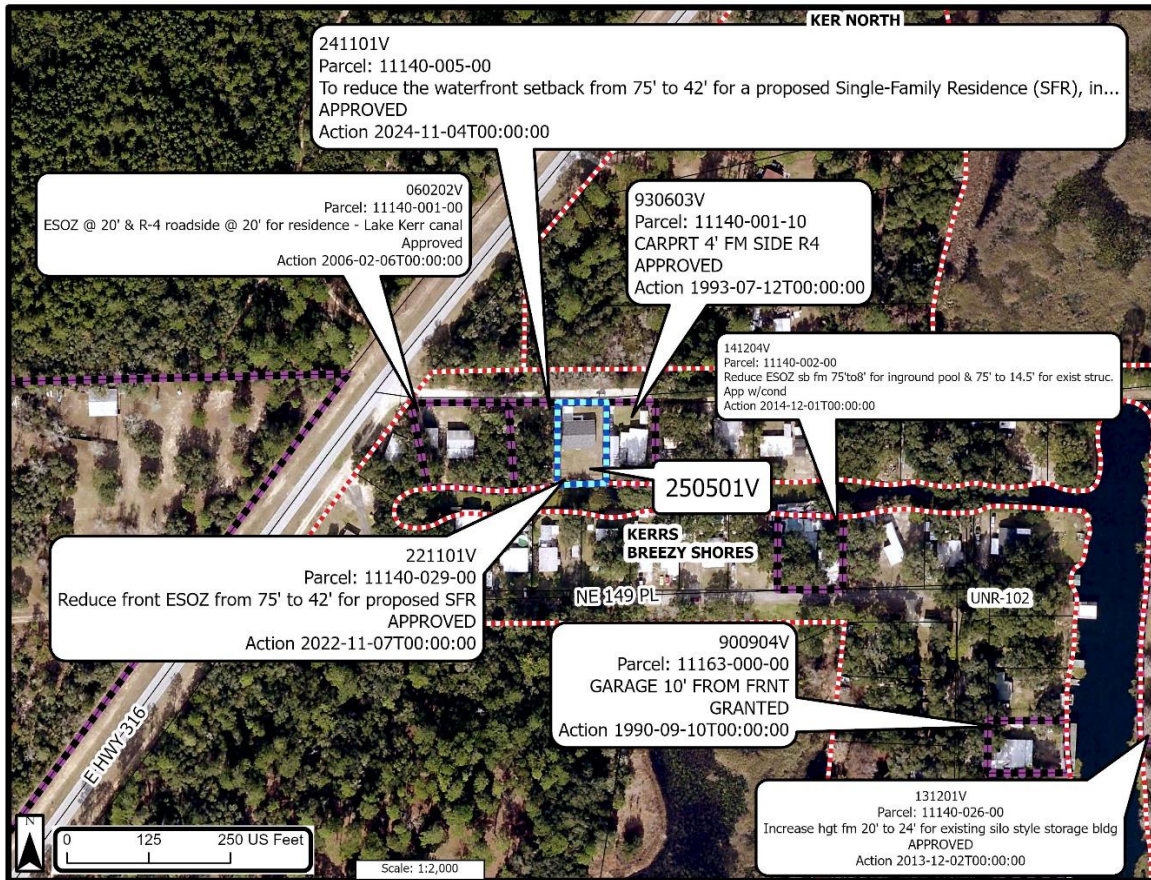 KER NORTH
241101V
Parcel: 11140-005-00
To reduce the waterfront setback from 75' to 42' for a proposed Single-Family Residence (SFR), in...
APPROVED
Action 2024-11-04T00:00:00
060202V
Parcel: 11140-001-00
ESOZ @ 20' & R-4 roadside @ 20' for residence - Lake Kerr canal
Approved
Action 2006-02-06T00:00:00
930603V
Parcel: 11140-001-10
CARPRT 4' FM SIDE R4
APPROVED
Action 1993-07-12T00:00:00
141204V
Parcel: 11140-002-00
Reduce ESOZ sb fm 75'to8' for inground pool & 75' to 14.5' for exist struc.
App w/cond
Action 2014-12-01T00:00:00
250501V
221101V
Parcel: 11140-029-00
Reduce front ESOZ from 75' to 42' for proposed SFR
APPROVED
Action 2022-11-07T00:00:00
KERRS
BREEZY SHORES
NE 149 PL
UNR-102
900904V
Parcel: 11163-000-00
GARAGE 10' FROM FRNT
GRANTED
Action 1990-09-10T00:00:00
E HWY-316
131201V
Parcel: 11140-026-00
Increase hgt fm 20' to 24' for existing silo style storage bldg
APPROVED
Action 2013-12-02T00:00:00
N
0 125 250 US Feet
Scale: 1:2,000